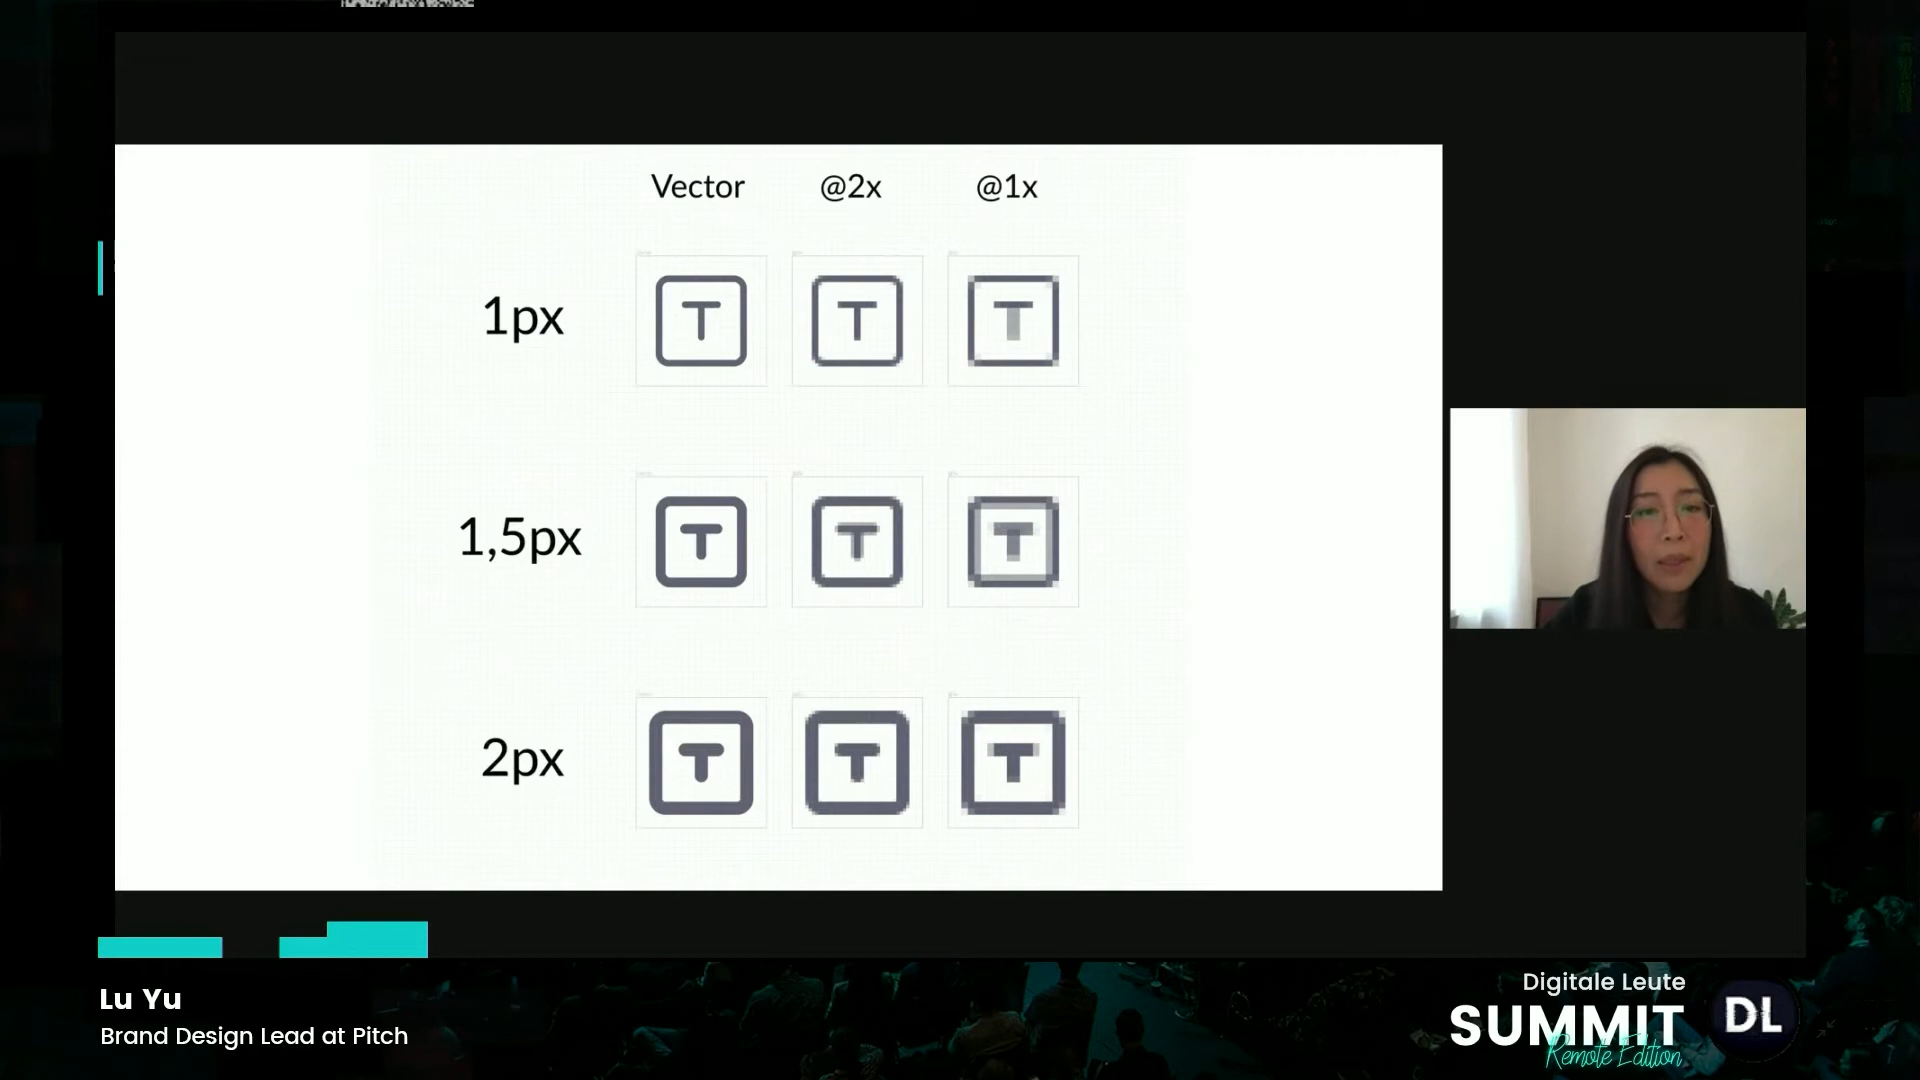 Vector @2x @1x
1px
T T T
1,5px
T T T
2px
T T T
Lu Yu
Brand Design Lead at Pitch
Digitale Leute
SUMMIT
Remote Edition
DL